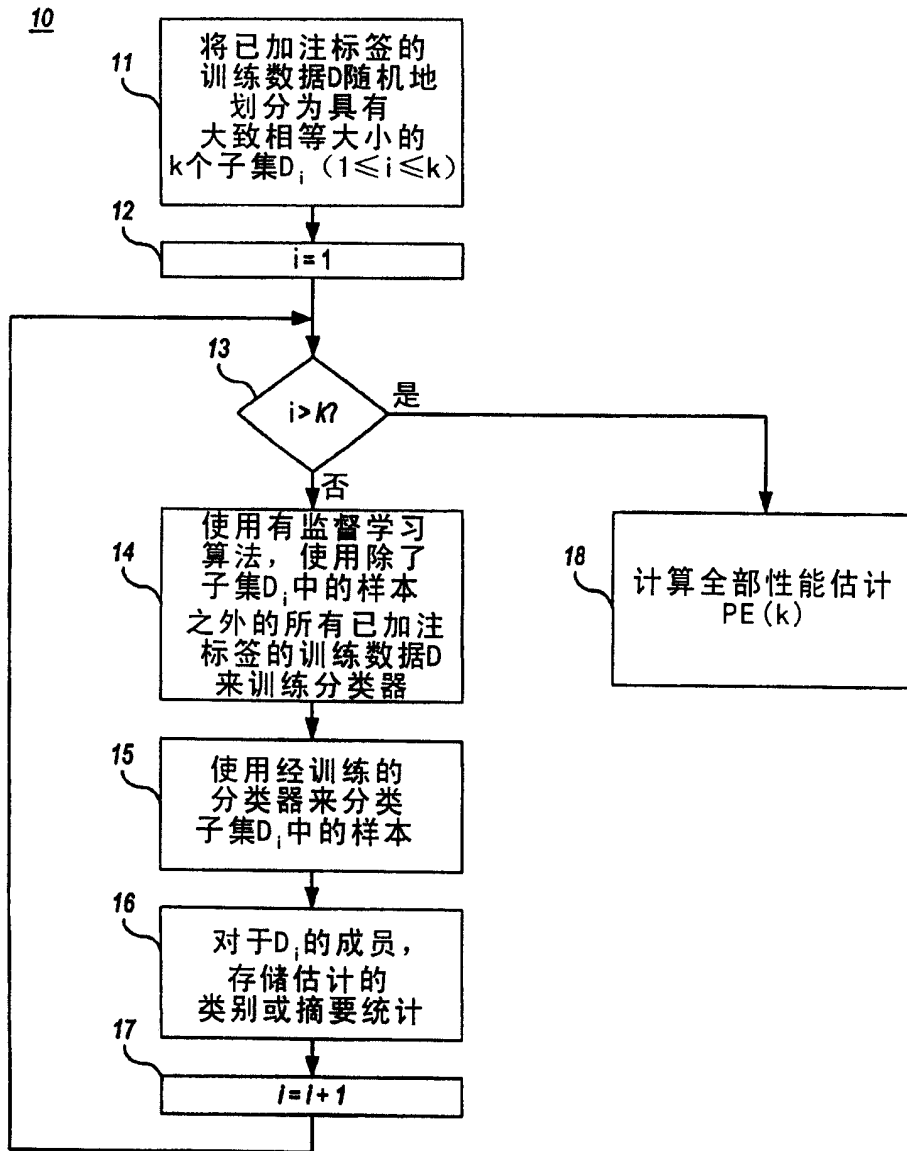 10
11
将已加注标签的
训练数据D随机地
划分为具有
大致相等大小的
k个子集Di (1≤i≤k)
12
i=1
13
i>k?
是
否
14
使用有监督学习
算法，使用除了
子集Di中的样本
之外的所有已加注
标签的训练数据D
来训练分类器
18
计算全部性能估计
PE(k)
15
使用经训练的
分类器来分类
子集Di中的样本
16
对于Di的成员，
存储估计的
类别或摘要统计
17
i=i+1